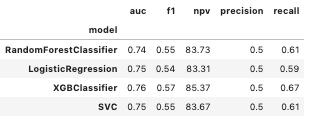 auc f1 npv precision recall
model
RandomForestClassifier 0.74 0.55 83.73 0.5 0.61
LogisticRegression 0.75 0.54 83.31 0.5 0.59
XGBClassifier 0.76 0.57 85.37 0.5 0.67
SVC 0.75 0.55 83.67 0.5 0.61